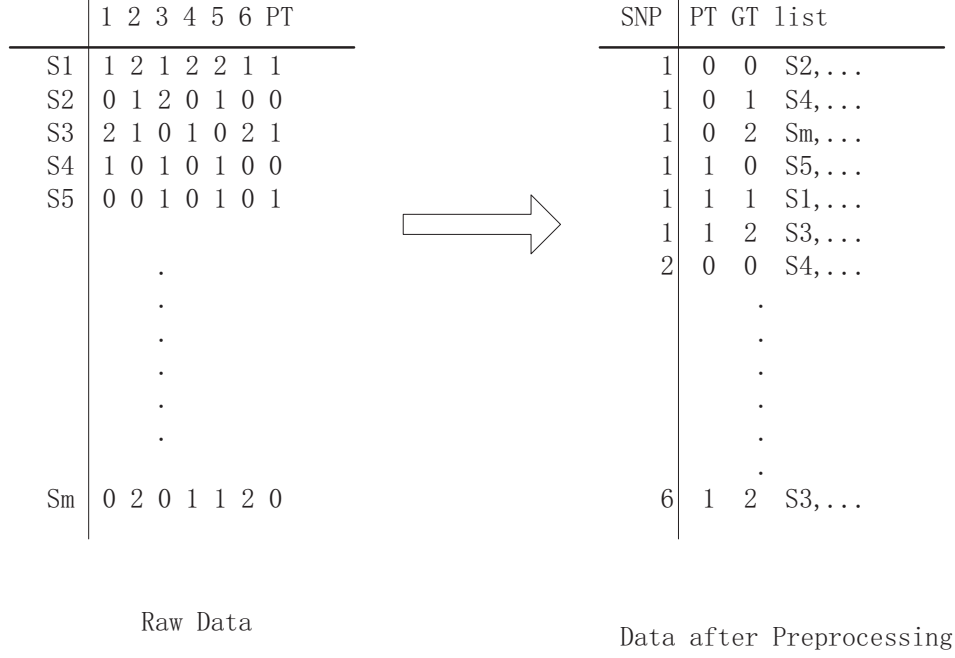 1 2 3 4 5 6 PT
S1 1 2 1 2 2 1 1
S2 0 1 2 0 1 0 0
S3 2 1 0 1 0 2 1
S4 1 0 1 0 1 0 0
S5 0 0 1 0 1 0 1
.
.
.
.
.
.
Sm 0 2 0 1 1 2 0
Raw Data
SNP PT GT list
1 0 0 S2,...
1 0 1 S4,...
1 0 2 Sm,...
1 1 0 S5,...
1 1 1 S1,...
1 1 2 S3,...
2 0 0 S4,...
.
.
.
.
.
.
6 1 2 S3,...
Data after Preprocessing